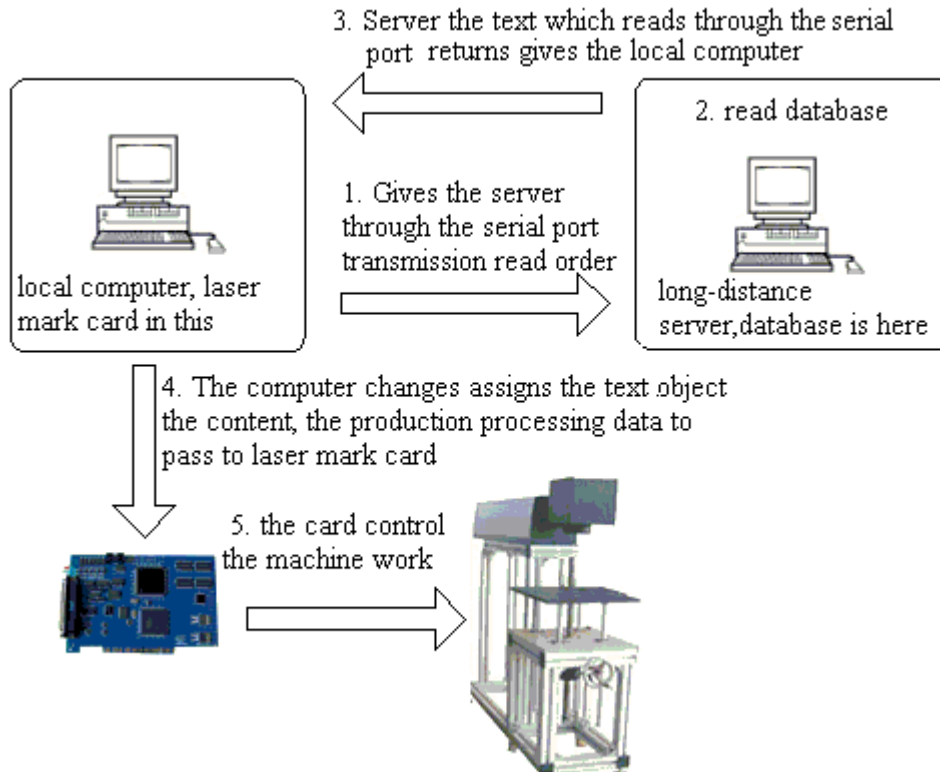 3. Server the text which reads through the serial
port returns gives the local computer
2. read database
1. Gives the server
through the serial port
transmission read order
local computer, laser
mark card in this
long-distance
server,database is here
4. The computer changes assigns the text object
the content, the production processing data to
pass to laser mark card
5. the card control
the machine work